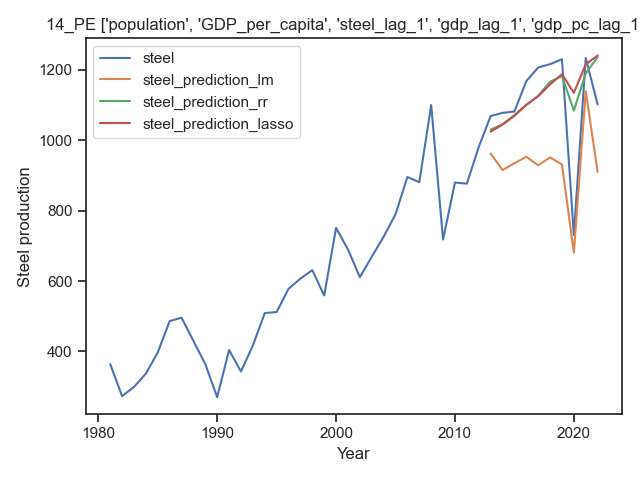 14_PE ['population', 'GDP_per_capita', 'steel_lag_1', 'gdp_lag_1', 'gdp_pc_lag_1
steel
steel_prediction_lm
steel_prediction_rr
steel_prediction_lasso
Steel production
1200
1000
800
600
400
1980 1990 2000 2010 2020
Year